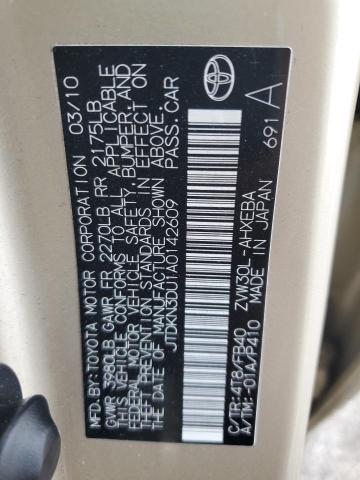 MFD. BY: TOYOTA MOTOR CORPORATION 03/10
GVWR 3980LB GAWR FR 2270LB RR 2175LB
THIS VEHICLE CONFORMS TO ALL APPLICABLE
FEDERAL MOTOR VEHICLE SAFETY, BUMPER, AND
THEFT PREVENTION STANDARDS IN EFFECT ON
THE DATE OF MANUFACTURE SHOWN ABOVE.
JTDKN3DU1A0142609 PASS. CAR
C/TR: 4T8/FB40 ZVW30L -AHXEBA 691 A
A/TM: -01A/P410 MADE IN JAPAN